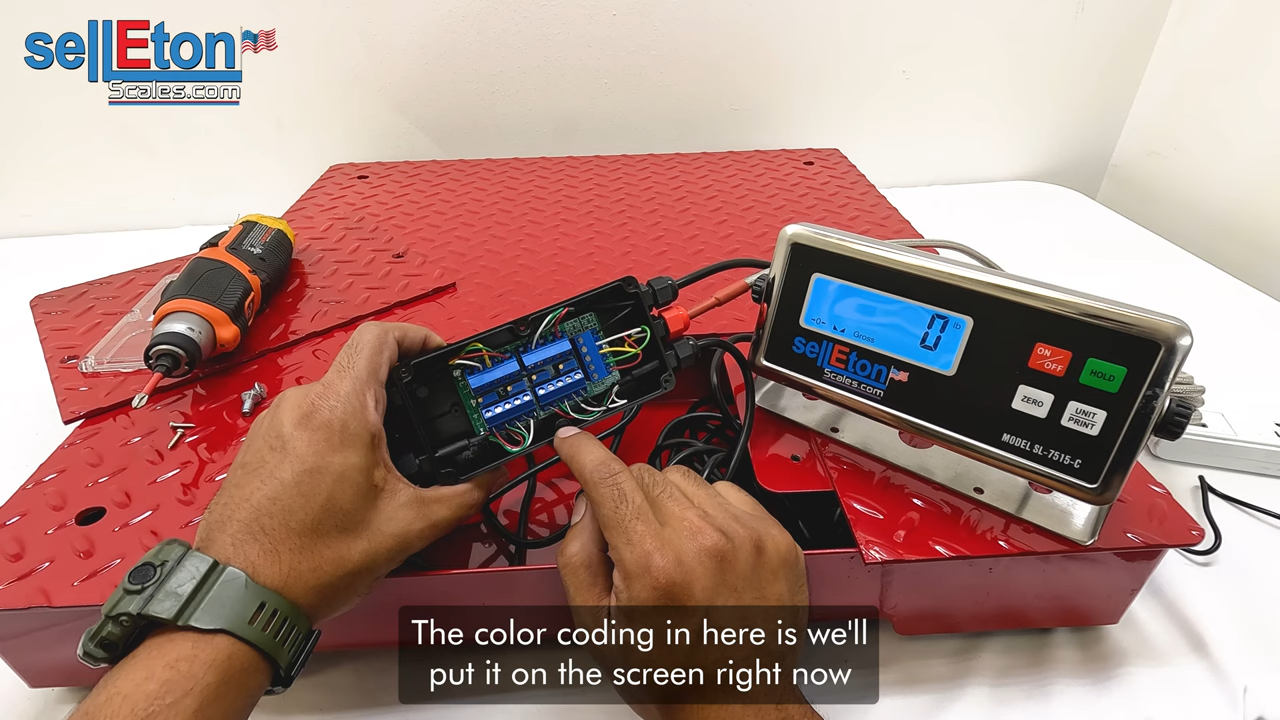 sellEton
Scales.com
0 lb
-0-
Gross
sellEton
Scales.com
ON
/OFF
HOLD
ZERO
UNIT
PRINT
MODEL SL-7515-C
The color coding in here is we'll
put it on the screen right now